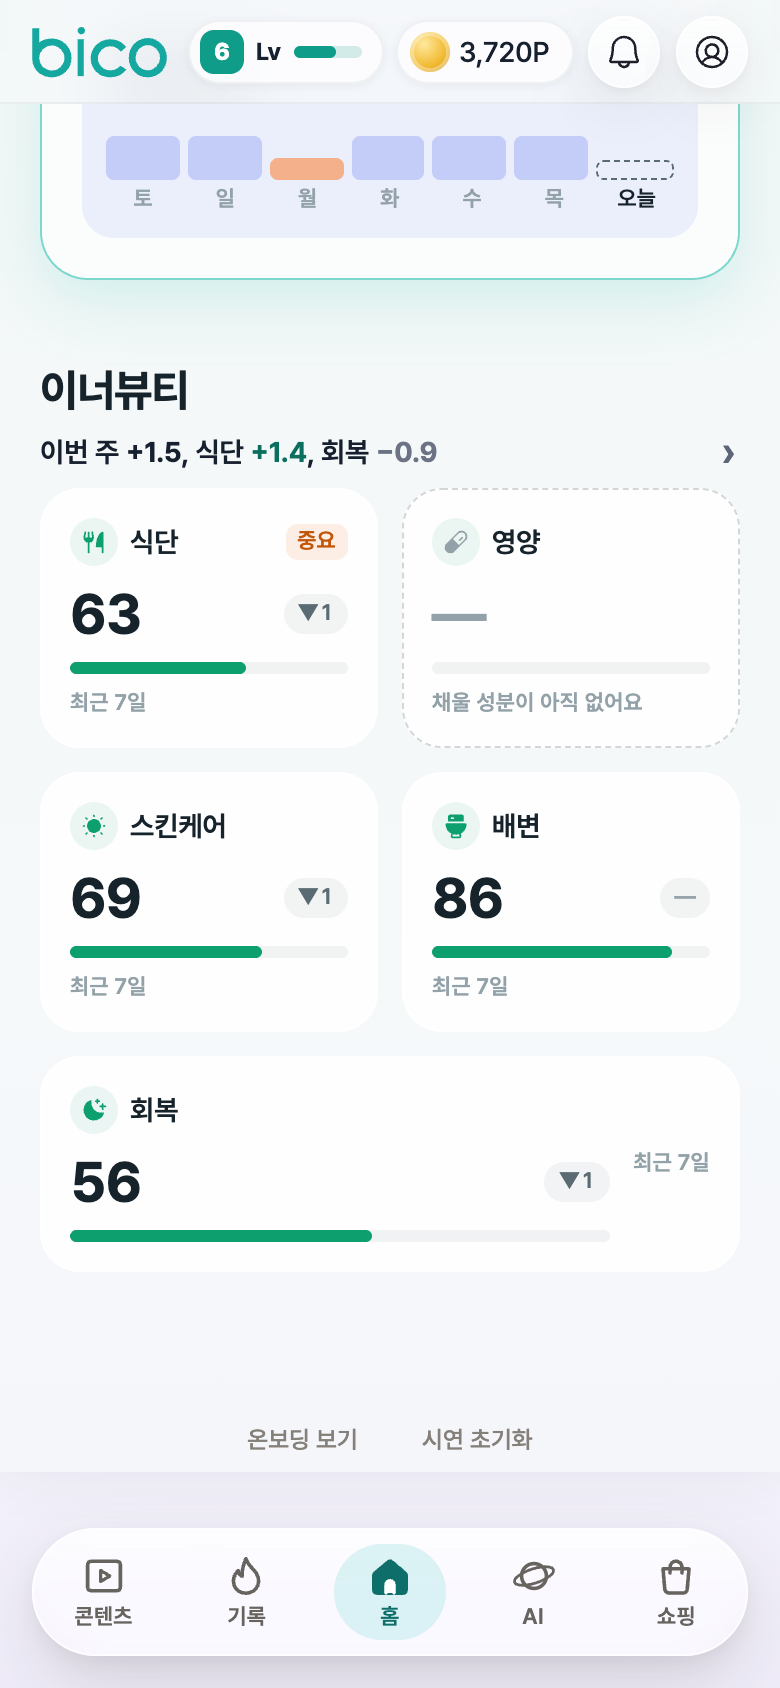 bico
6 Lv
3,720P
토 일 월 화 수 목 오늘
이너뷰티
이번 주 +1.5, 식단 +1.4, 회복 −0.9 ›
식단 중요
63 ▼1
최근 7일
영양
—
채울 성분이 아직 없어요
스킨케어
69 ▼1
최근 7일
배변
86 —
최근 7일
회복
56 ▼1 최근 7일
온보딩 보기 시연 초기화
콘텐츠 기록 홈 AI 쇼핑